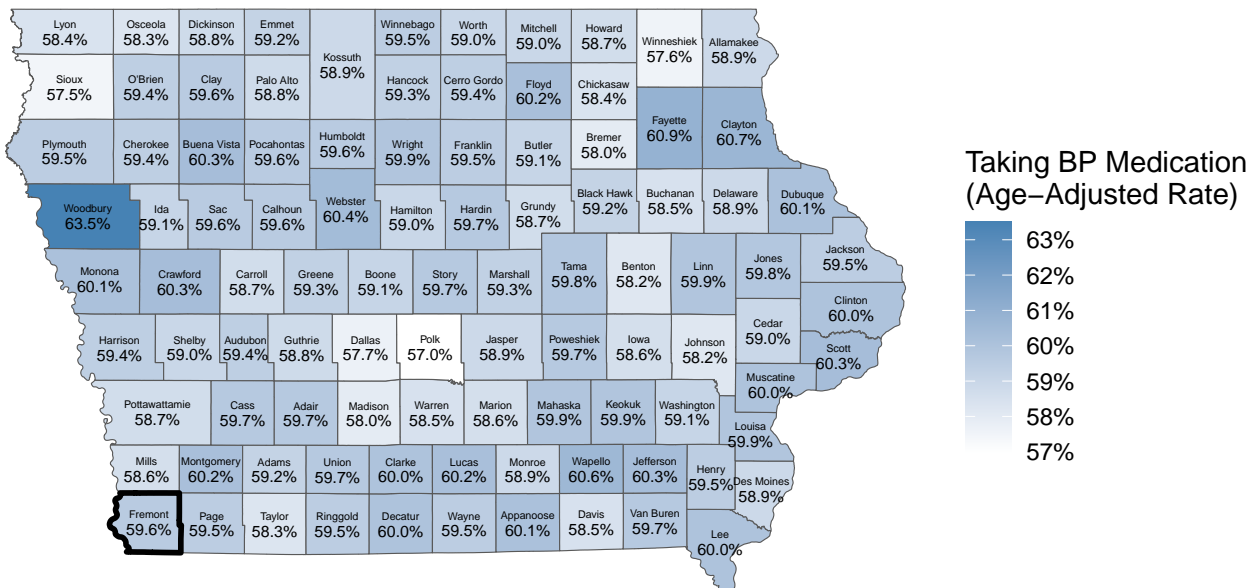 Lyon
58.4%
Osceola
58.3%
Dickinson
58.8%
Emmet
59.2%
Kossuth
58.9%
Winnebago
59.5%
Worth
59.0%
Mitchell
59.0%
Howard
58.7%
Winneshiek
57.6%
Allamakee
58.9%
Sioux
57.5%
O'Brien
59.4%
Clay
59.6%
Palo Alto
58.8%
Hancock
59.3%
Cerro Gordo
59.4%
Floyd
60.2%
Chickasaw
58.4%
Fayette
60.9%
Clayton
60.7%
Plymouth
59.5%
Cherokee
59.4%
Buena Vista
60.3%
Pocahontas
59.6%
Humboldt
59.6%
Wright
59.9%
Franklin
59.5%
Butler
59.1%
Bremer
58.0%
Woodbury
63.5%
Ida
59.1%
Sac
59.6%
Calhoun
59.6%
Webster
60.4%
Hamilton
59.0%
Hardin
59.7%
Grundy
58.7%
Black Hawk
59.2%
Buchanan
58.5%
Delaware
58.9%
Dubuque
60.1%
Monona
60.1%
Crawford
60.3%
Carroll
58.7%
Greene
59.3%
Boone
59.1%
Story
59.7%
Marshall
59.3%
Tama
59.8%
Benton
58.2%
Linn
59.9%
Jones
59.8%
Jackson
59.5%
Clinton
60.0%
Harrison
59.4%
Shelby
59.0%
Audubon
59.4%
Guthrie
58.8%
Dallas
57.7%
Polk
57.0%
Jasper
58.9%
Poweshiek
59.7%
Iowa
58.6%
Johnson
58.2%
Cedar
59.0%
Scott
60.3%
Muscatine
60.0%
Pottawattamie
58.7%
Cass
59.7%
Adair
59.7%
Madison
58.0%
Warren
58.5%
Marion
58.6%
Mahaska
59.9%
Keokuk
59.9%
Washington
59.1%
Louisa
59.9%
Mills
58.6%
Montgomery
60.2%
Adams
59.2%
Union
59.7%
Clarke
60.0%
Lucas
60.2%
Monroe
58.9%
Wapello
60.6%
Jefferson
60.3%
Henry
59.5%
Des Moines
58.9%
Fremont
59.6%
Page
59.5%
Taylor
58.3%
Ringgold
59.5%
Decatur
60.0%
Wayne
59.5%
Appanoose
60.1%
Davis
58.5%
Van Buren
59.7%
Lee
60.0%
Taking BP Medication
(Age−Adjusted Rate)
63%
62%
61%
60%
59%
58%
57%